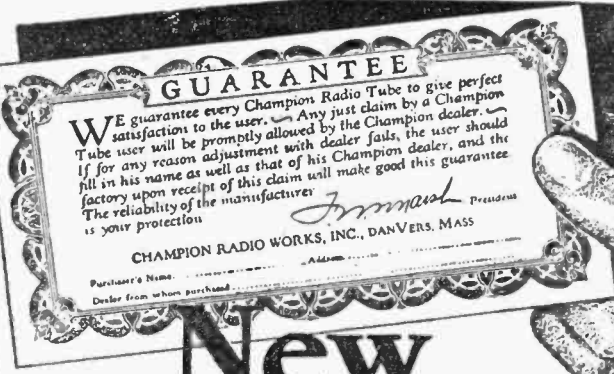 GUARANTEE
WE guarantee every Champion Radio Tube to give perfect
satisfaction to the user. ~ Any just claim by a Champion
Tube user will be promptly allowed by the Champion dealer. ~
If for any reason adjustment with dealer fails, the user should
fill in his name as well as that of his Champion dealer, and the
factory upon receipt of this claim will make good this guarantee
The reliability of the manufacturer
is your protection
President
CHAMPION RADIO WORKS, INC., DANVERS, MASS
Purchaser's Name Address
Dealer from whom purchased
New